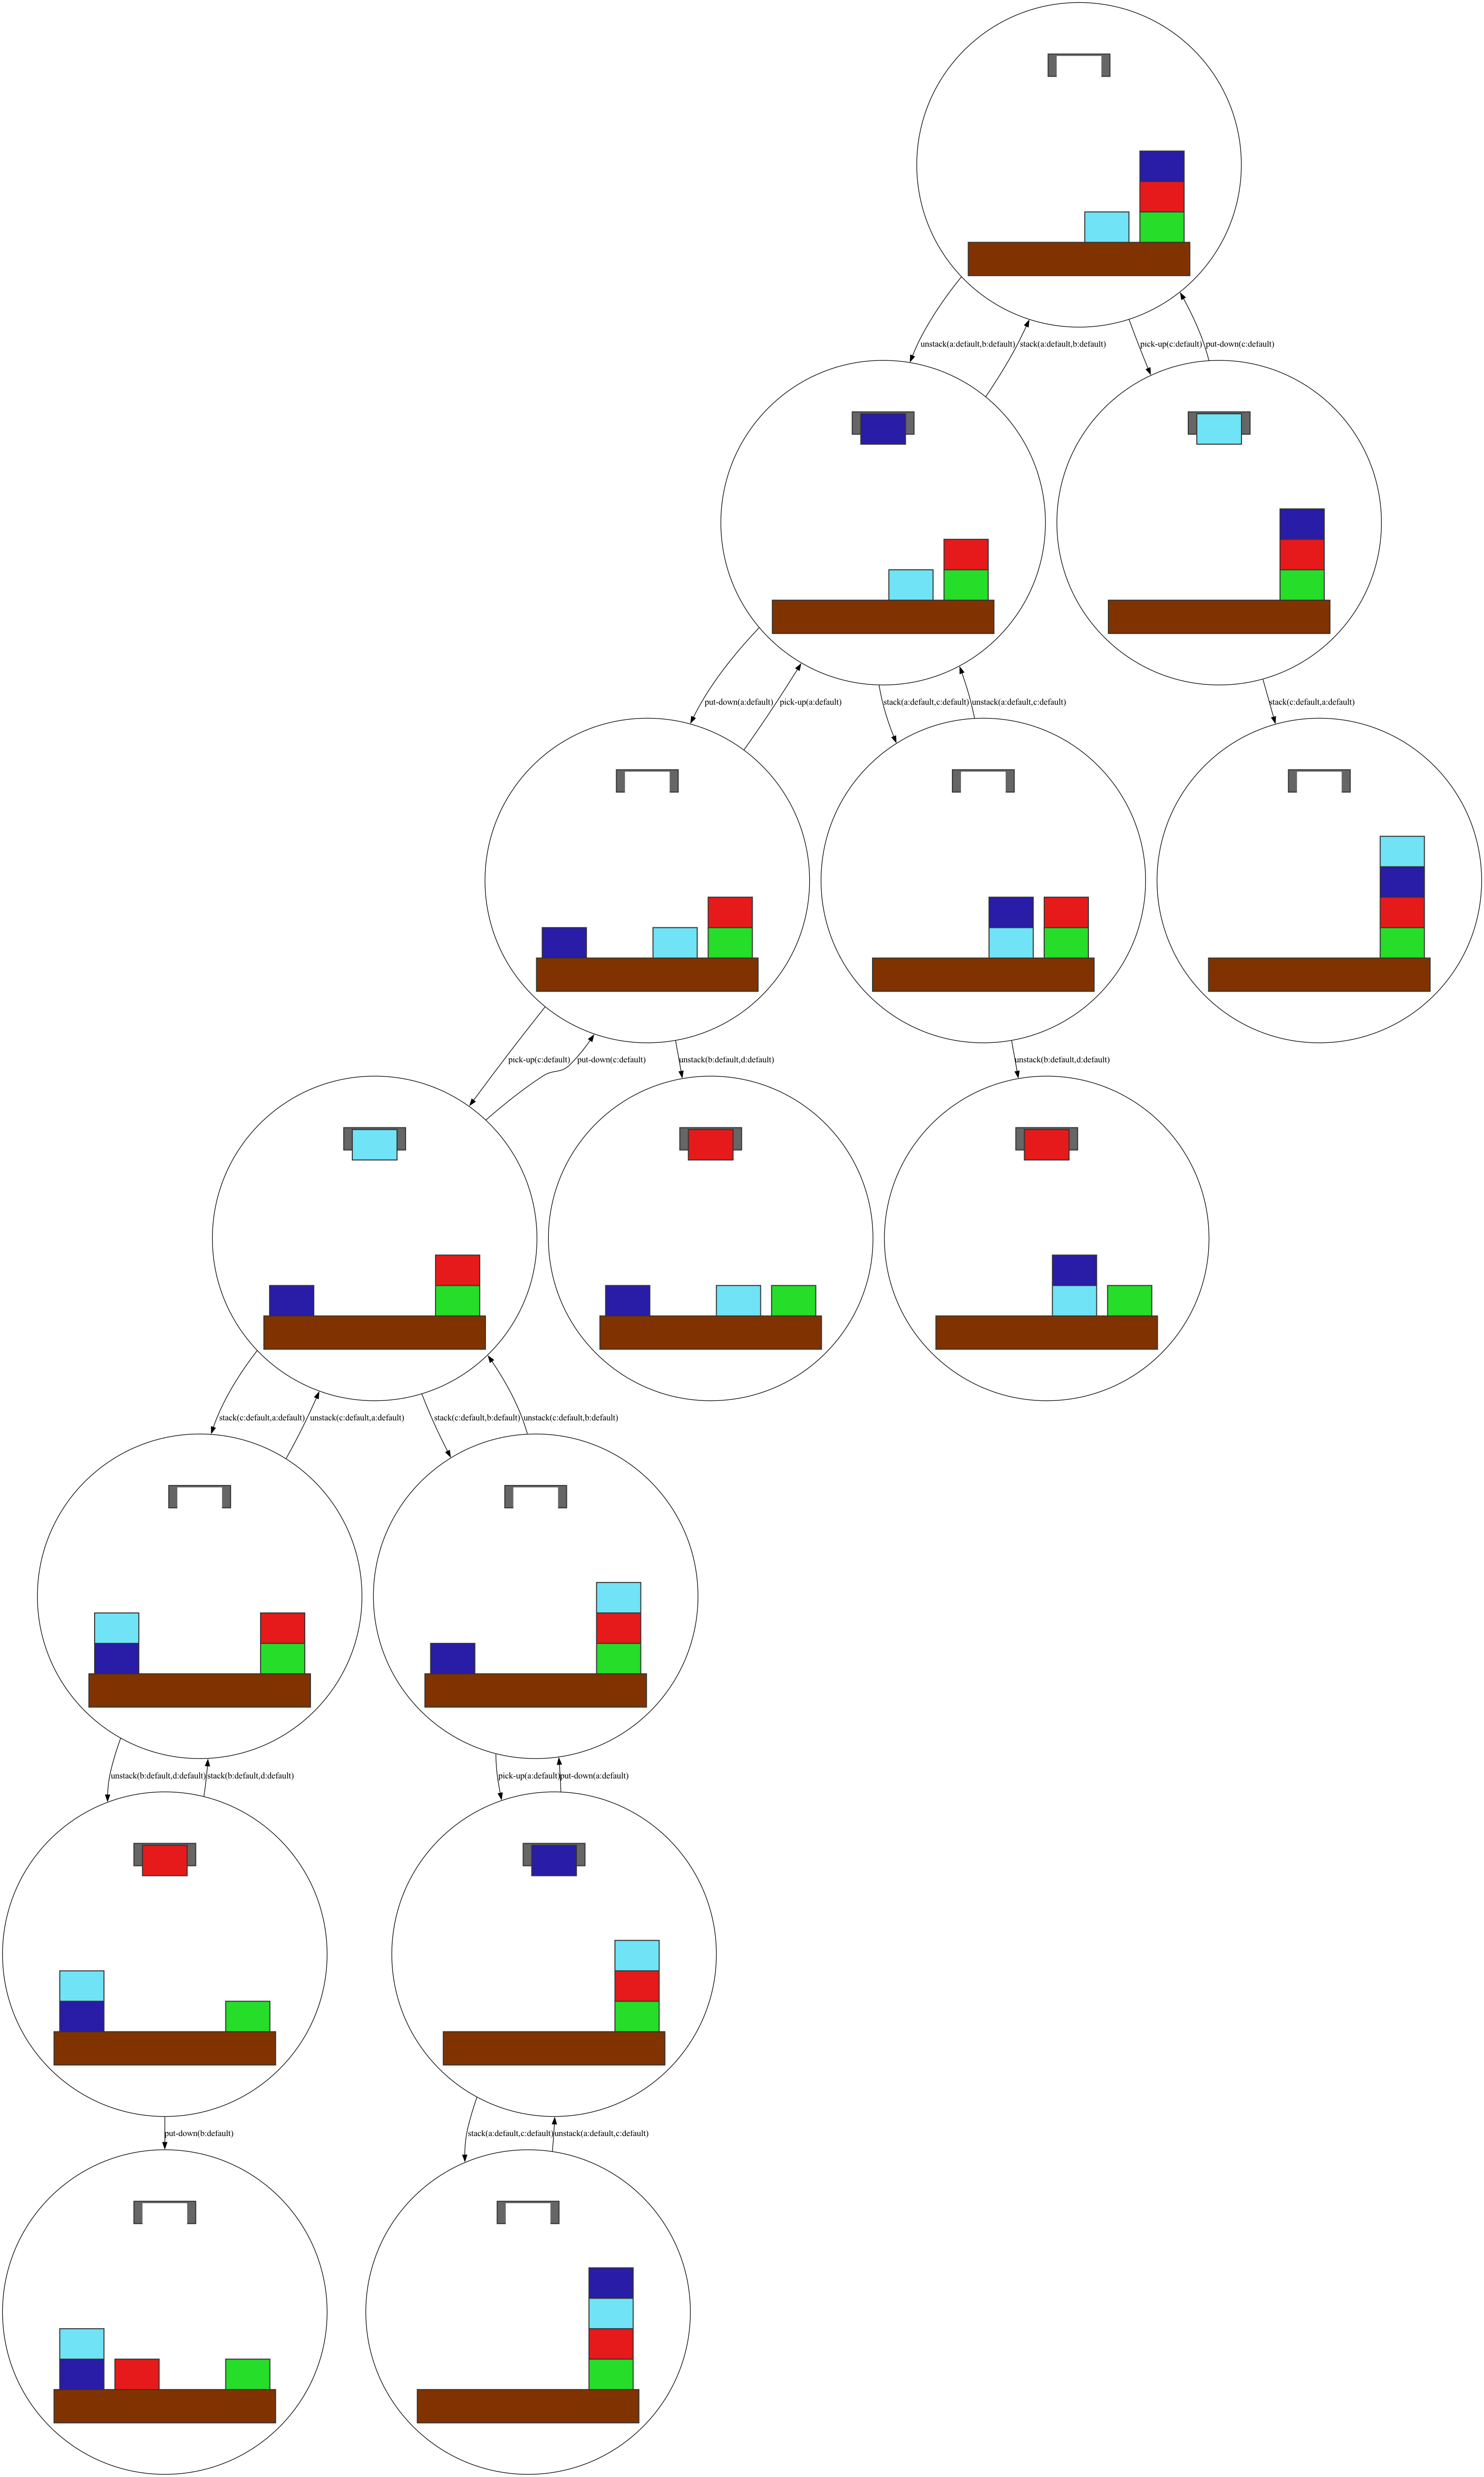 unstack(a:default,b:default)
stack(a:default,b:default)
pick-up(c:default)
put-down(c:default)
put-down(a:default)
pick-up(a:default)
stack(a:default,c:default)
unstack(a:default,c:default)
stack(c:default,a:default)
pick-up(c:default)
put-down(c:default)
unstack(b:default,d:default)
unstack(b:default,d:default)
stack(c:default,a:default)
unstack(c:default,a:default)
stack(c:default,b:default)
unstack(c:default,b:default)
unstack(b:default,d:default)
stack(b:default,d:default)
pick-up(a:default)
put-down(a:default)
put-down(b:default)
stack(a:default,c:default)
unstack(a:default,c:default)